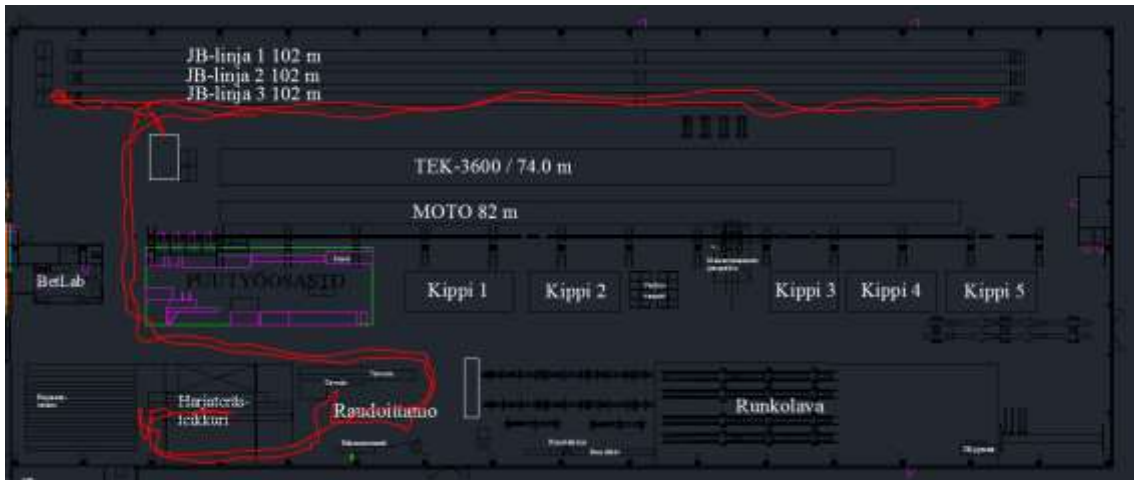 JB-linja 1 102 m
JB-linja 2 102 m
JB-linja 3 102 m
TEK-3600 / 74.0 m
MOTO 82 m
BetLab
PUUTYÖOSASTO
Kippi 1
Kippi 2
Kippi 3
Kippi 4
Kippi 5
Harjateräs-
leikkuri
Raudoittamo
Runkolava